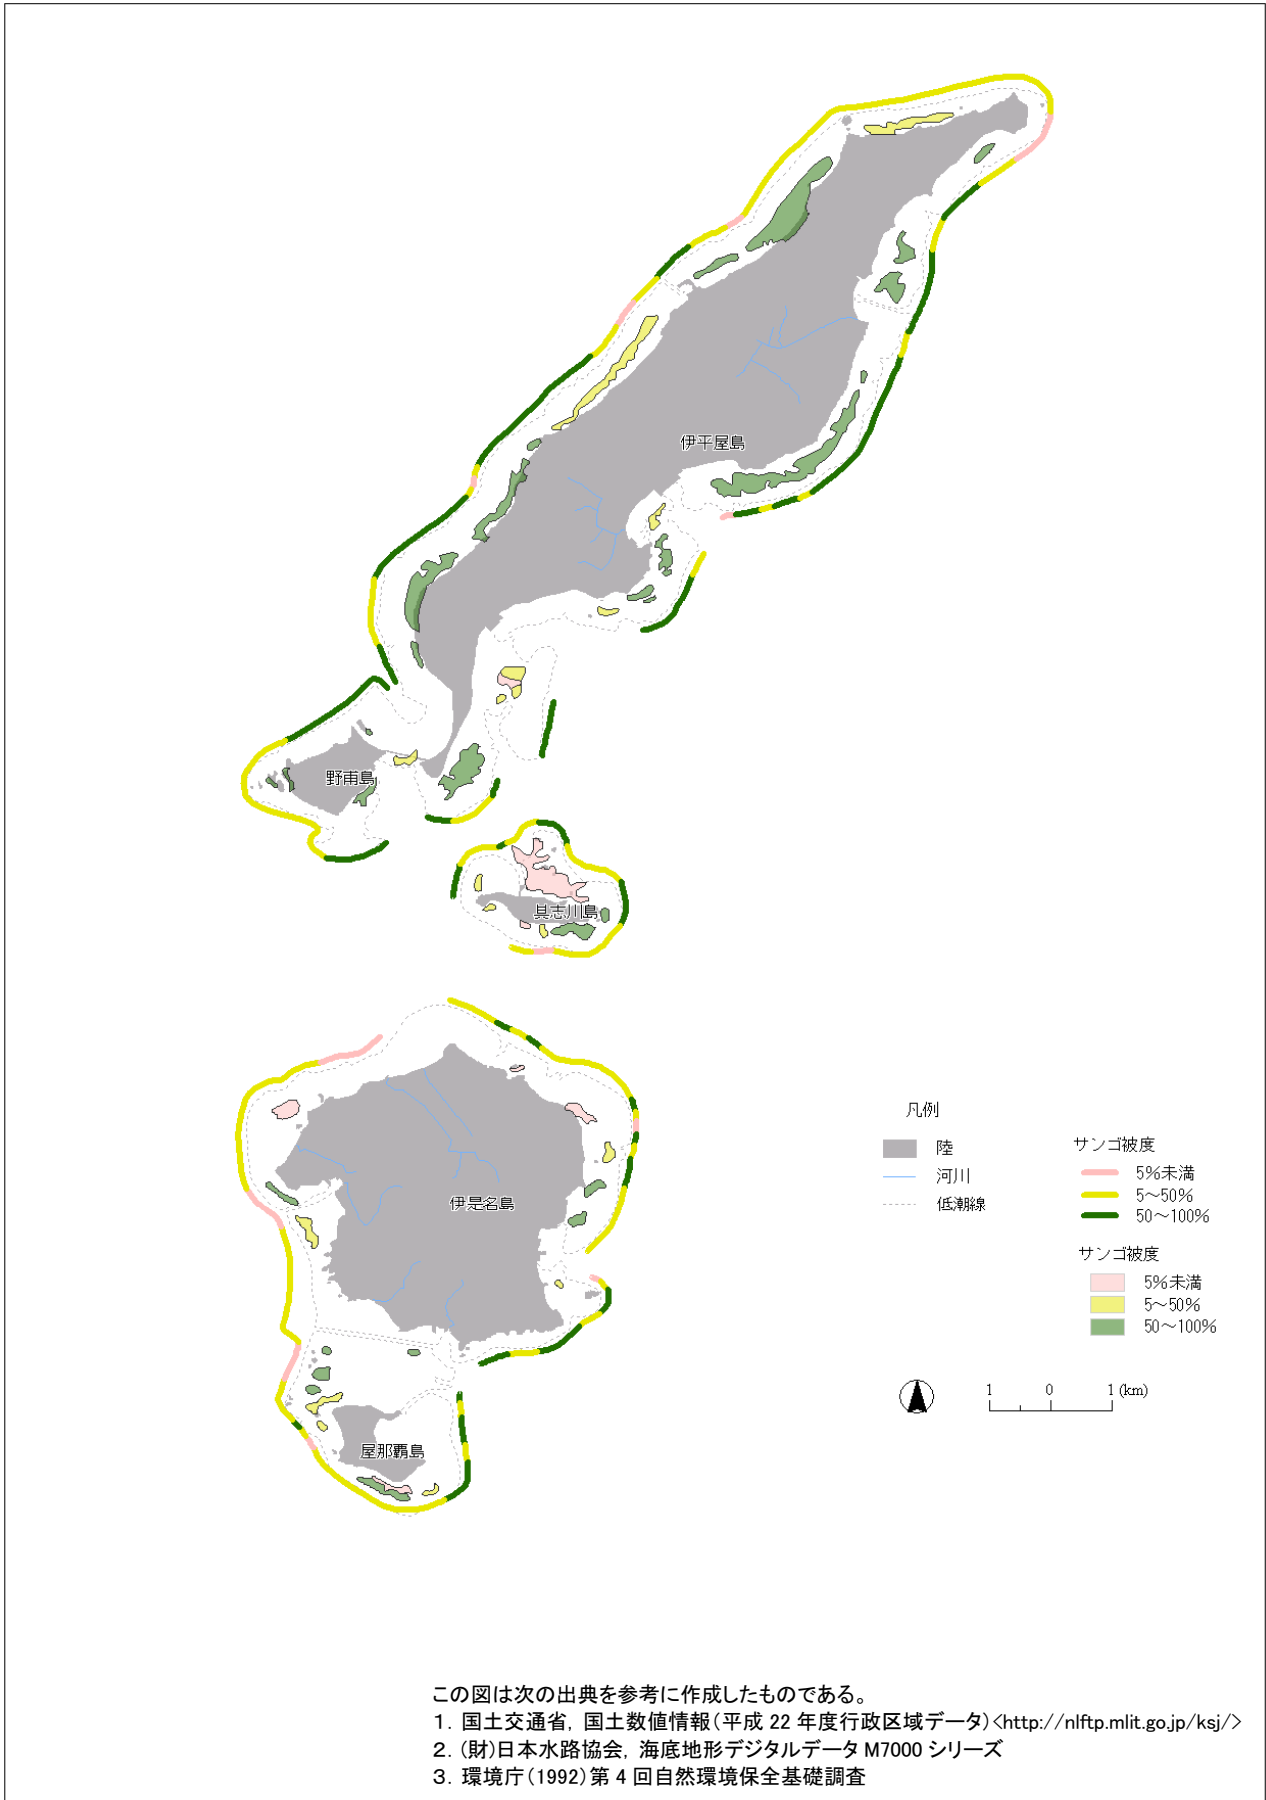 伊平屋島
野甫島
具志川島
伊是名島
屋那覇島
凡例
陸
河川
低潮線
サンゴ被度
5%未満
5～50%
50～100%
サンゴ被度
5%未満
5～50%
50～100%
1 0 1 (km)
この図は次の出典を参考に作成したものである。
1. 国土交通省, 国土数値情報(平成 22 年度行政区域データ)<http://nlftp.mlit.go.jp/ksj/>
2. (財)日本水路協会, 海底地形デジタルデータ M7000 シリーズ
3. 環境庁(1992)第 4 回自然環境保全基礎調査